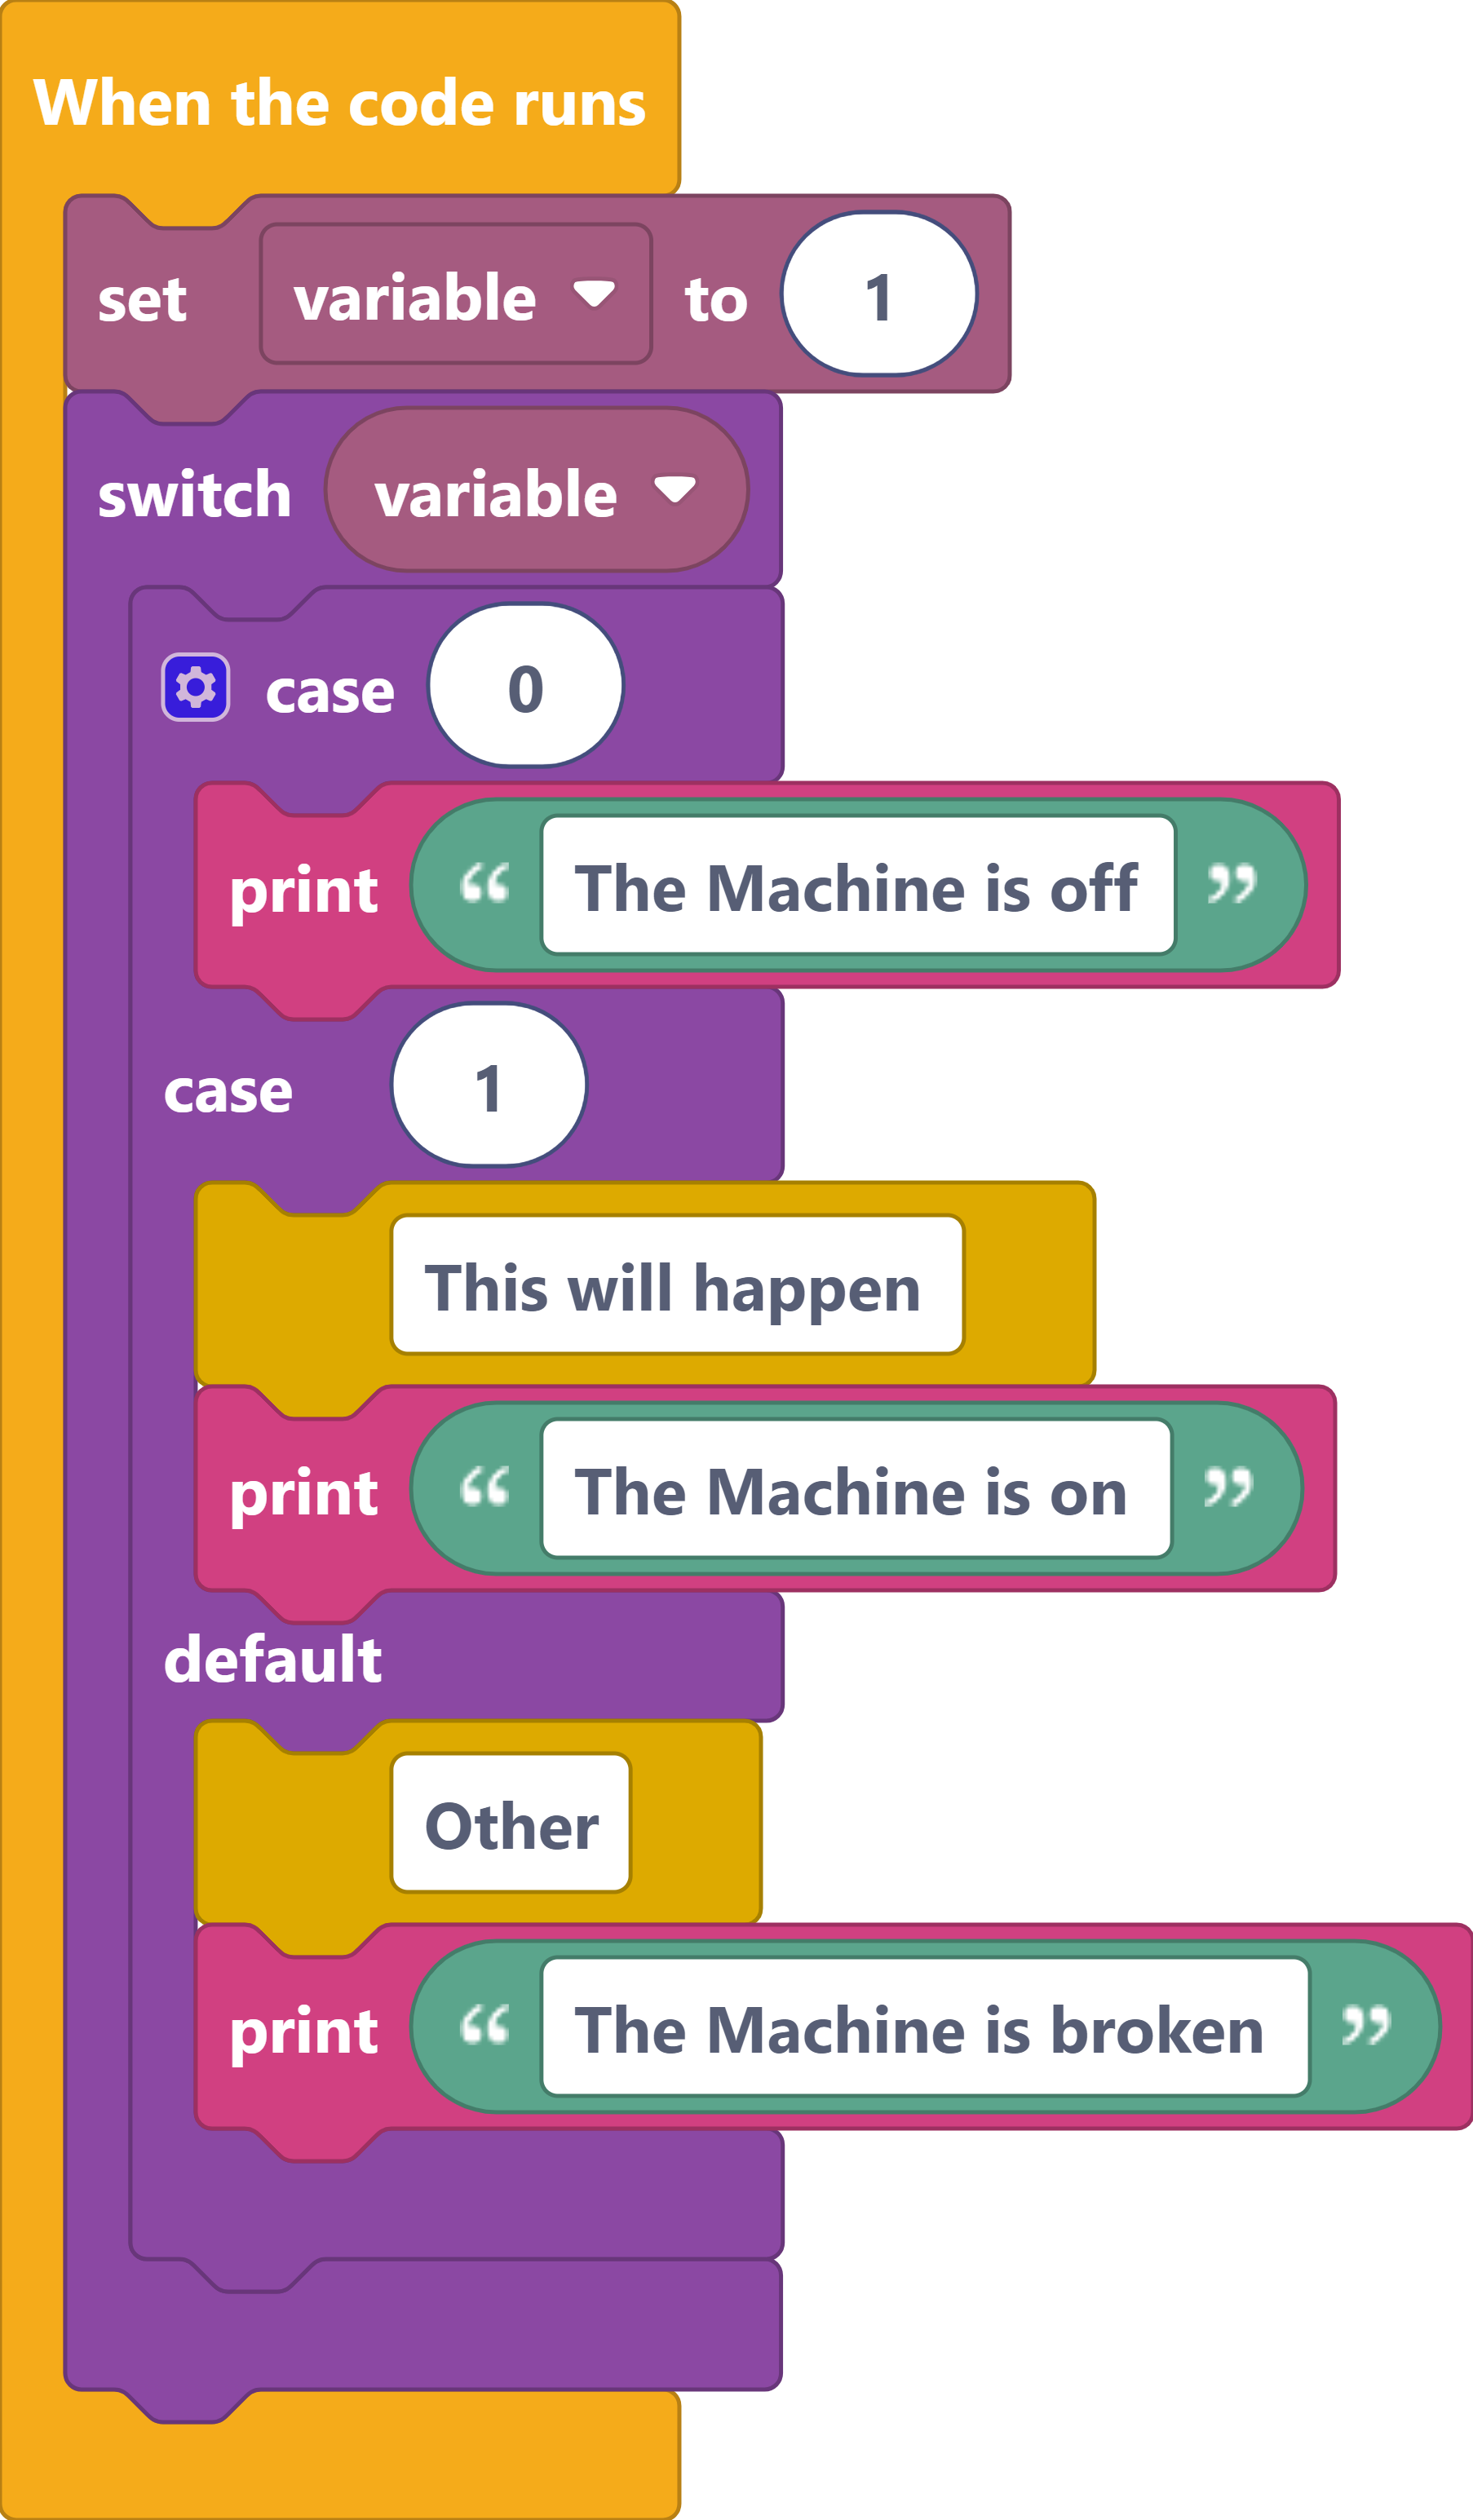 When the code runs
set variable to 1
switch variable
case 0
print “ The Machine is off ”
case 1
This will happen
print “ The Machine is on ”
default
Other
print “ The Machine is broken ”